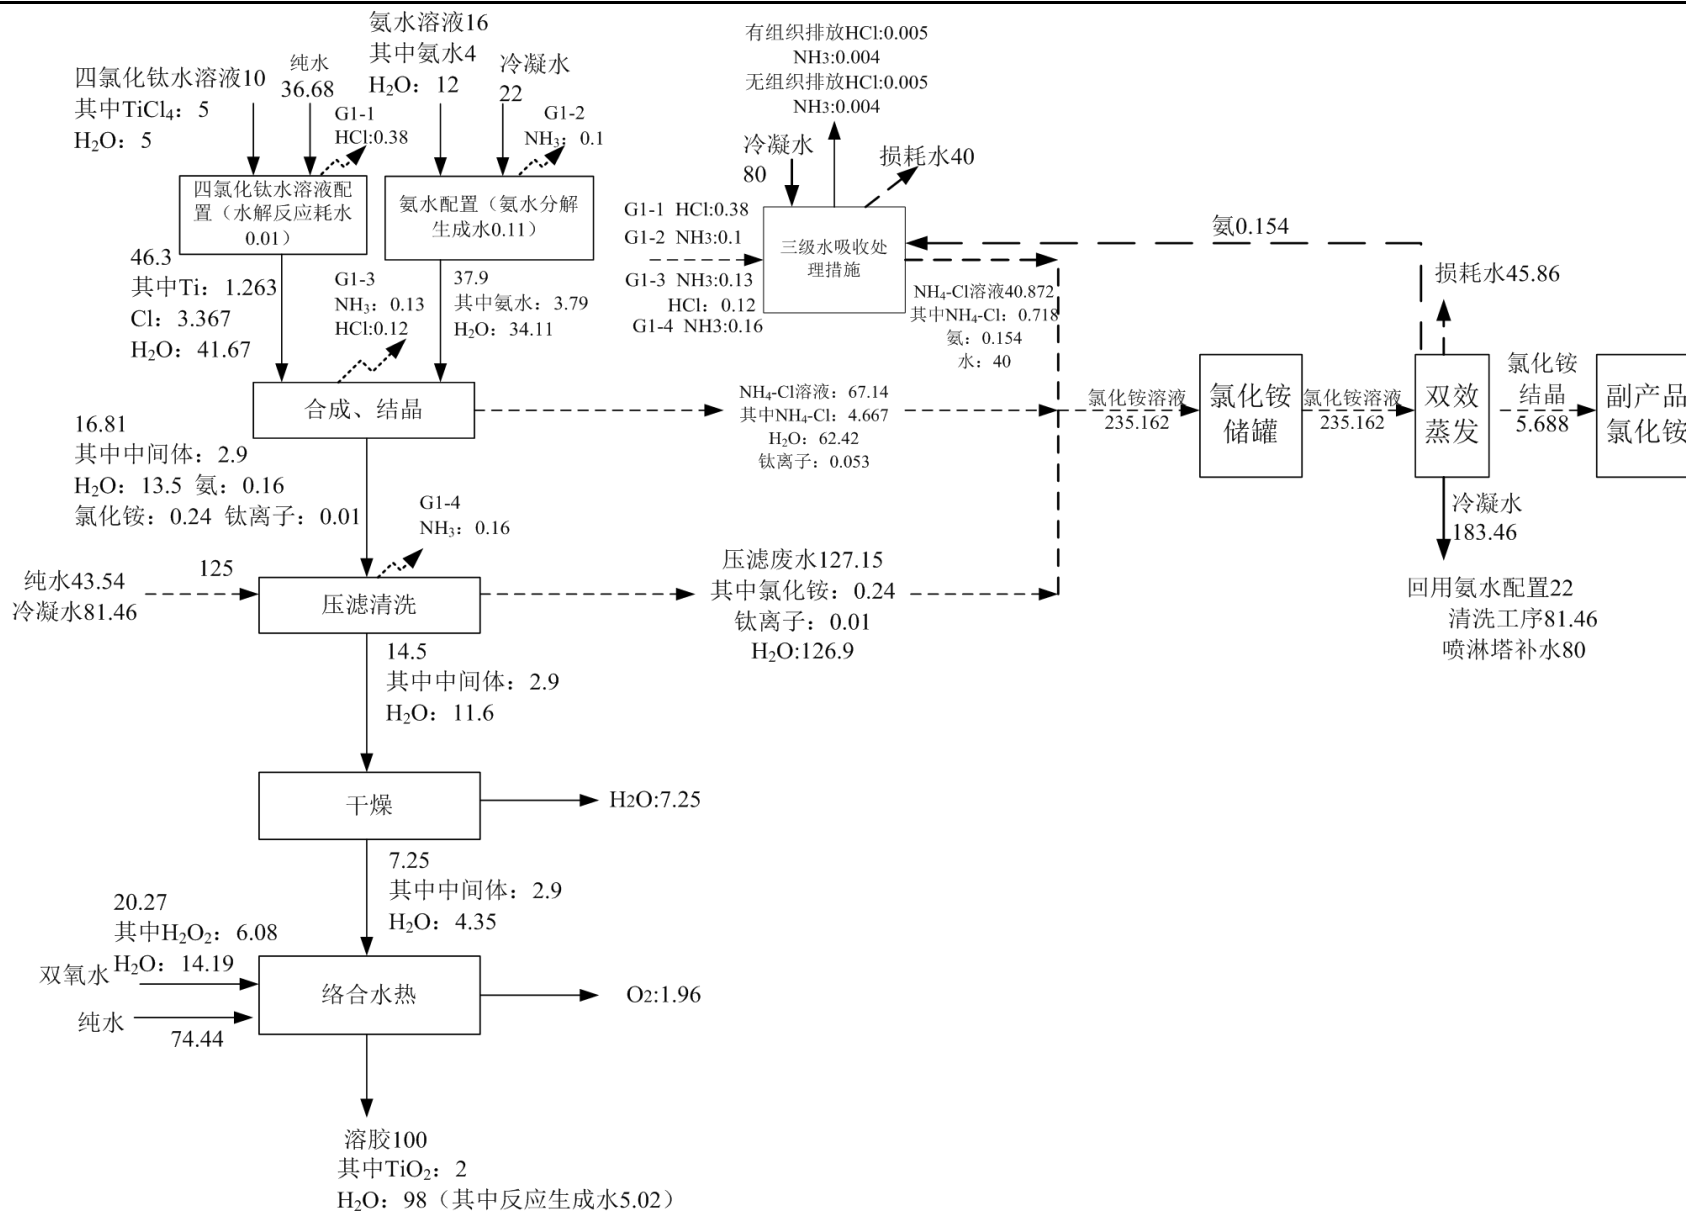 四氯化钛水溶液10
其中TiCl₄：5
H₂O：5
纯水
36.68
G1-1
HCl:0.38
氨水溶液16
其中氨水4
H₂O：12
冷凝水
22
G1-2
NH₃：0.1
四氯化钛水溶液配
置（水解反应耗水
0.01）
氨水配置（氨水分解
生成水0.11）
46.3
其中Ti：1.263
Cl：3.367
H₂O：41.67
G1-3
NH₃：0.13
HCl:0.12
37.9
其中氨水：3.79
H₂O：34.11
有组织排放HCl:0.005
NH3:0.004
无组织排放HCl:0.005
NH3:0.004
冷凝水
80
损耗水40
G1-1 HCl:0.38
G1-2 NH3:0.1
G1-3 NH3:0.13
HCl：0.12
G1-4 NH3:0.16
三级水吸收处
理措施
氨0.154
NH₄-Cl溶液40.872
其中NH₄-Cl：0.718
氨：0.154
水：40
损耗水45.86
合成、结晶
NH₄-Cl溶液：67.14
其中NH₄-Cl：4.667
H₂O：62.42
钛离子：0.053
氯化铵溶液
235.162
氯化铵
储罐
氯化铵溶液
235.162
双效
蒸发
氯化铵
结晶
5.688
副产品
氯化铵
冷凝水
183.46
回用氨水配置22
清洗工序81.46
喷淋塔补水80
16.81
其中中间体：2.9
H₂O：13.5 氨：0.16
氯化铵：0.24 钛离子：0.01
G1-4
NH₃：0.16
纯水43.54
冷凝水81.46
125
压滤清洗
压滤废水127.15
其中氯化铵：0.24
钛离子：0.01
H₂O:126.9
14.5
其中中间体：2.9
H₂O：11.6
干燥
H2O:7.25
7.25
其中中间体：2.9
H₂O：4.35
20.27
其中H₂O₂：6.08
H₂O：14.19
双氧水
纯水
74.44
络合水热
O2:1.96
溶胶100
其中TiO₂：2
H₂O：98（其中反应生成水5.02）